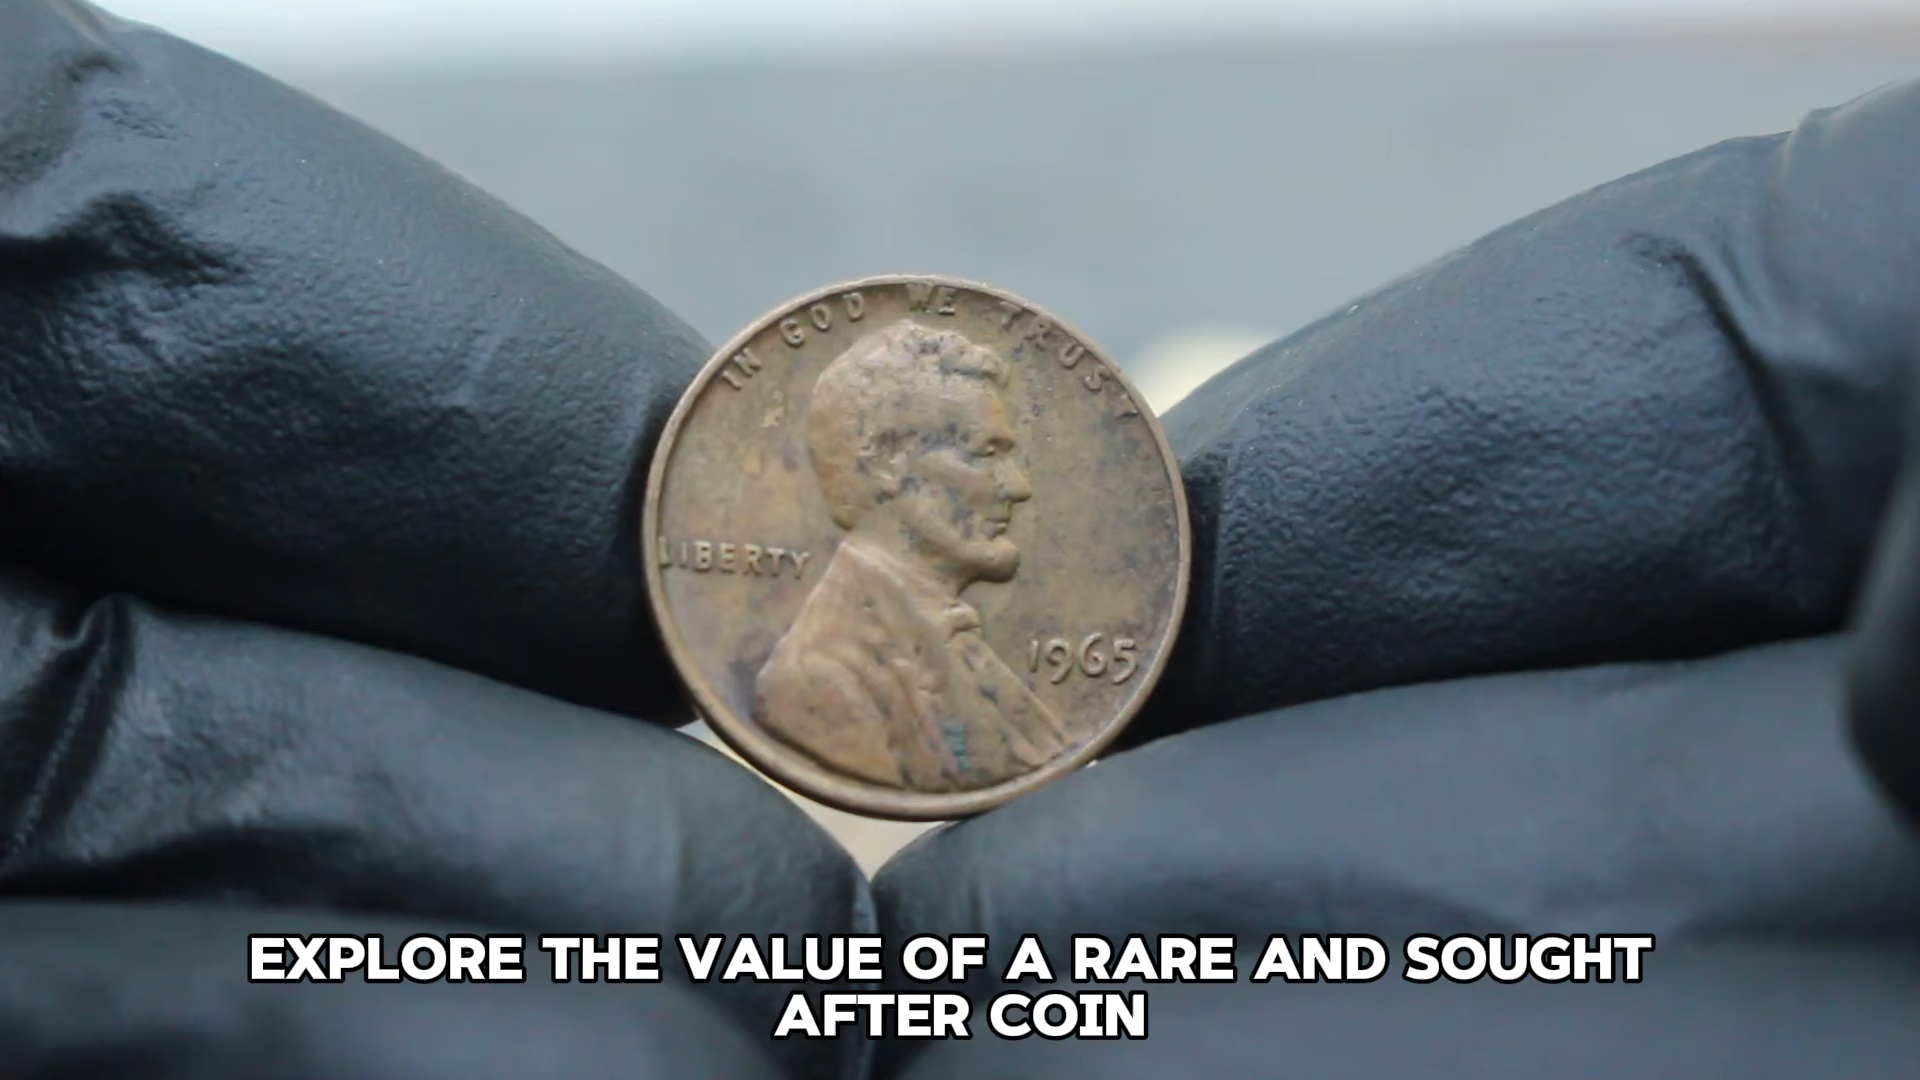 IN GOD WE TRUST
LIBERTY
1965
EXPLORE THE VALUE OF A RARE AND SOUGHT
AFTER COIN